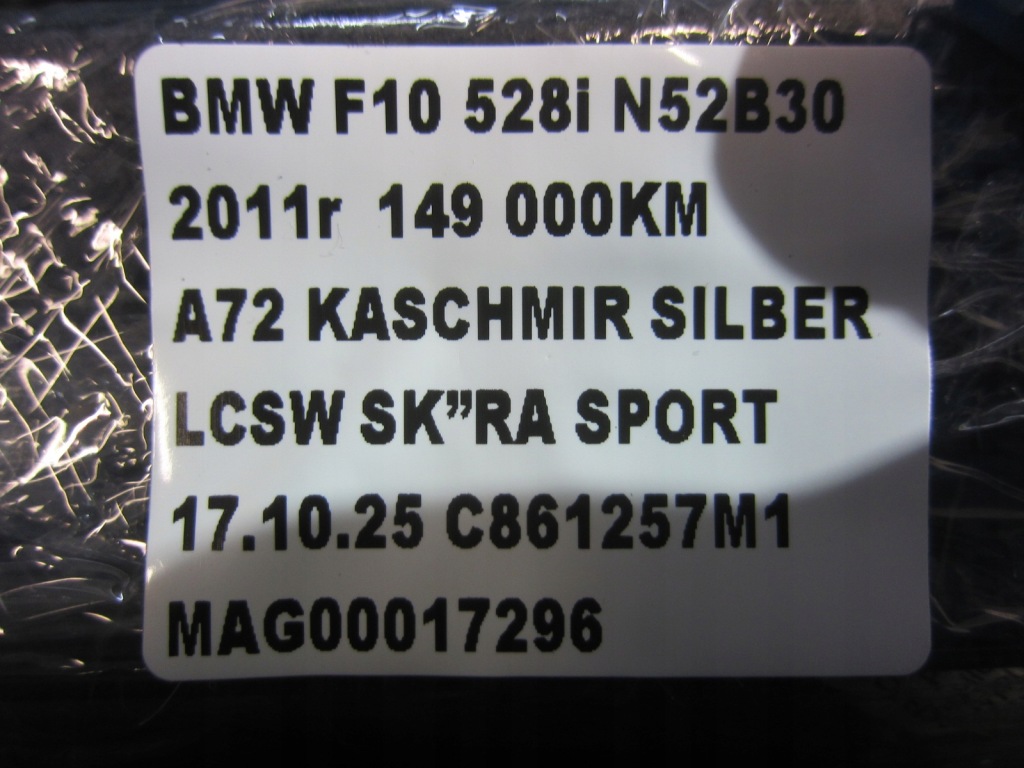 BMW F10 528i N52B30
2011r 149 000KM
A72 KASCHMIR SILBER
LCSW SK”RA SPORT
17.10.25 C861257M1
MAG00017296